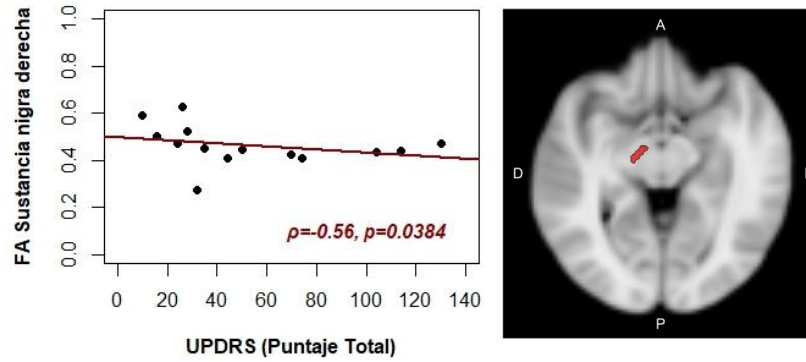 FA Sustancia nigra derecha
1.0
0.8
0.6
0.4
0.2
0.0
ρ=-0.56, p=0.0384
0 20 40 60 80 100 120 140
UPDRS (Puntaje Total)
A
D
P